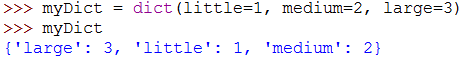 >>> myDict = dict(little=1, medium=2, large=3)
>>> myDict
{'large': 3, 'little': 1, 'medium': 2}